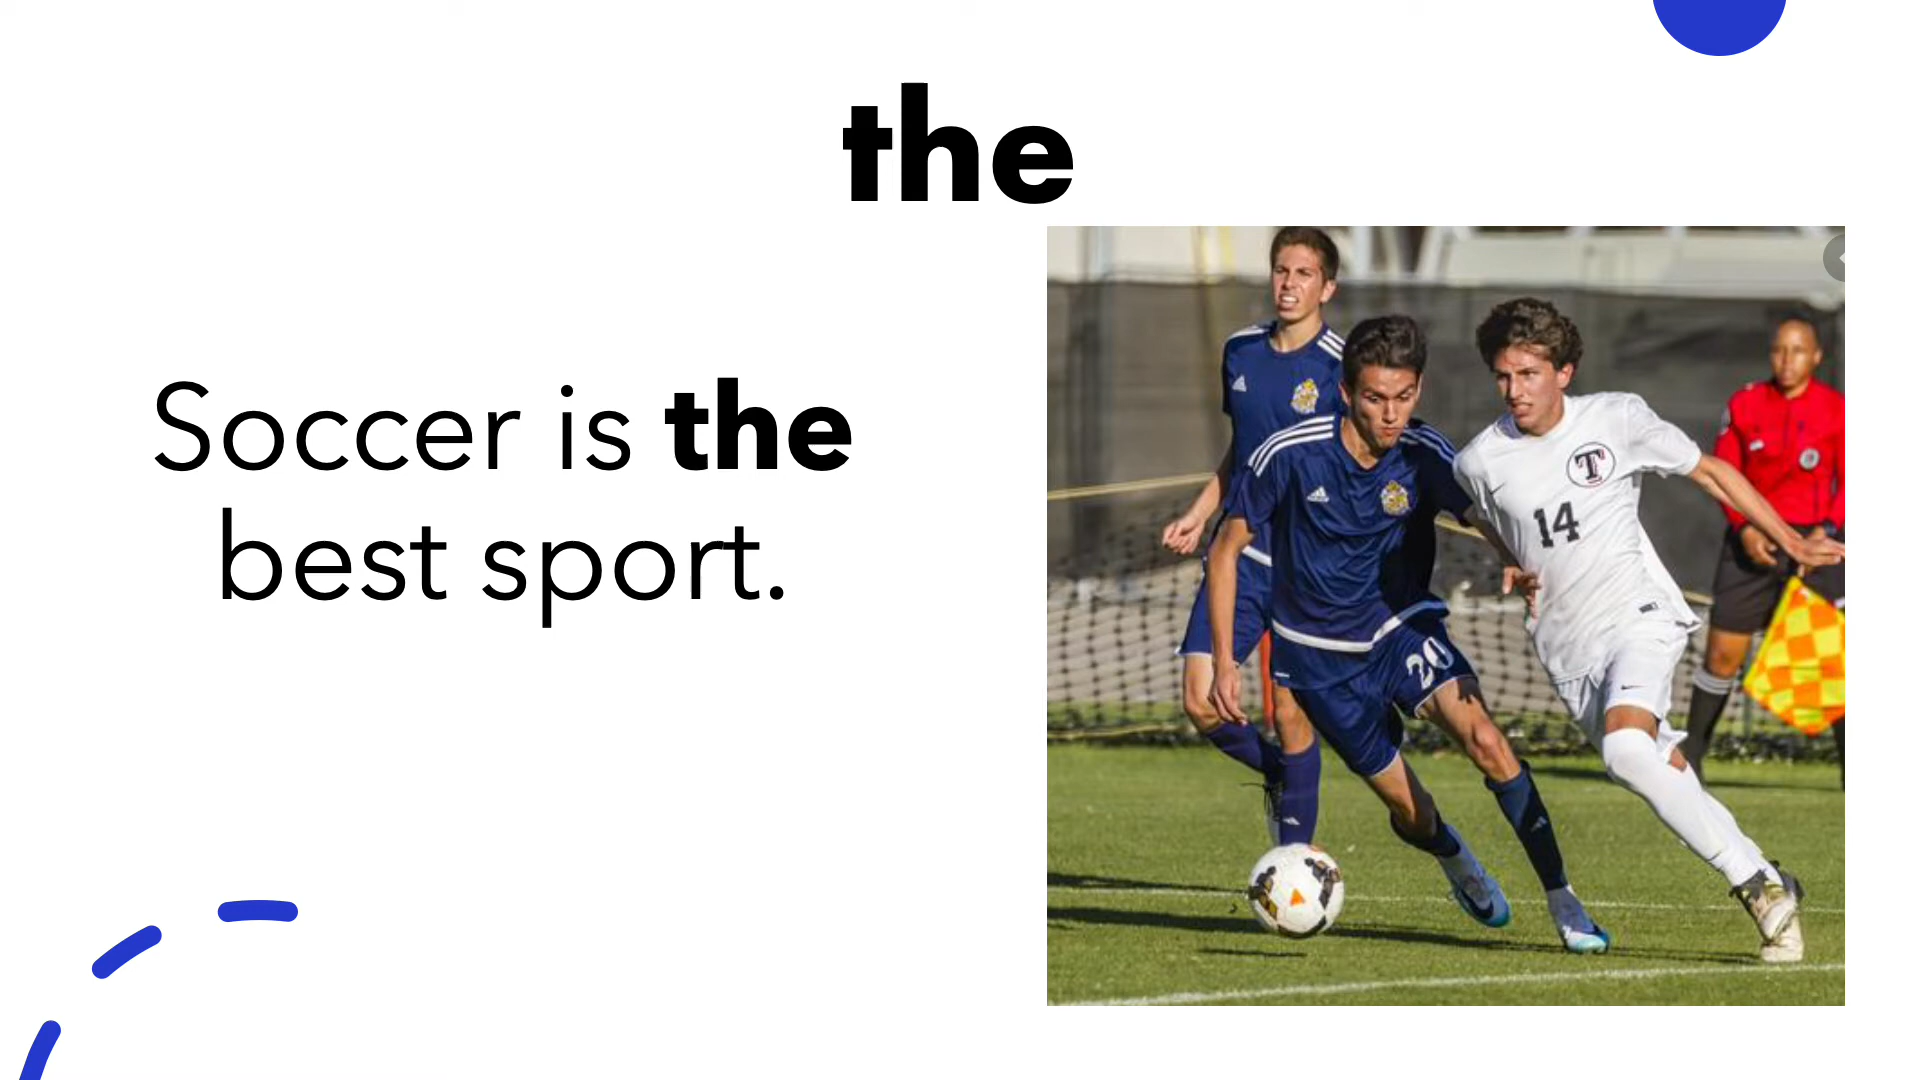 the
Soccer is the
best sport.
T
14
20